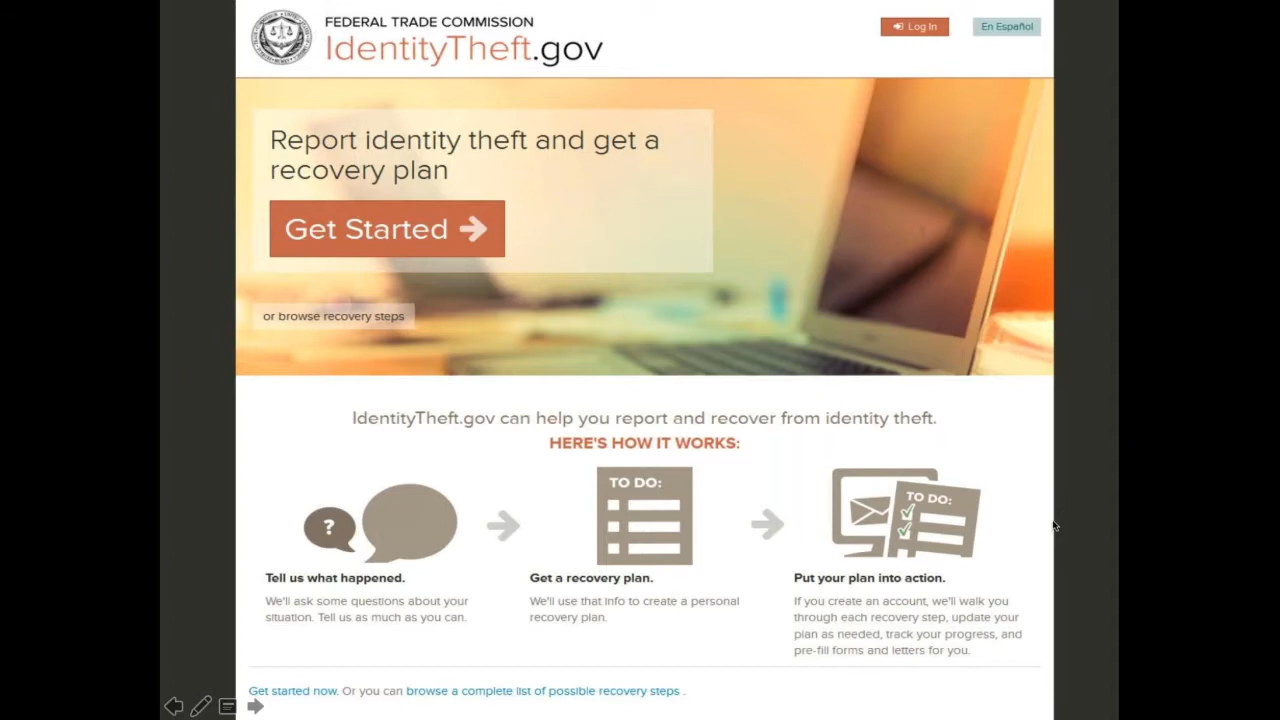 FEDERAL TRADE COMMISSION
IdentityTheft.gov
Log In
En Español
Report identity theft and get a
recovery plan
Get Started
or browse recovery steps
IdentityTheft.gov can help you report and recover from identity theft.
HERE'S HOW IT WORKS:
?
TO DO:
TO DO:
Tell us what happened.
We'll ask some questions about your
situation. Tell us as much as you can.
Get a recovery plan.
We'll use that info to create a personal
recovery plan.
Put your plan into action.
If you create an account, we'll walk you
through each recovery step, update your
plan as needed, track your progress, and
pre-fill forms and letters for you.
Get started now. Or you can browse a complete list of possible recovery steps .